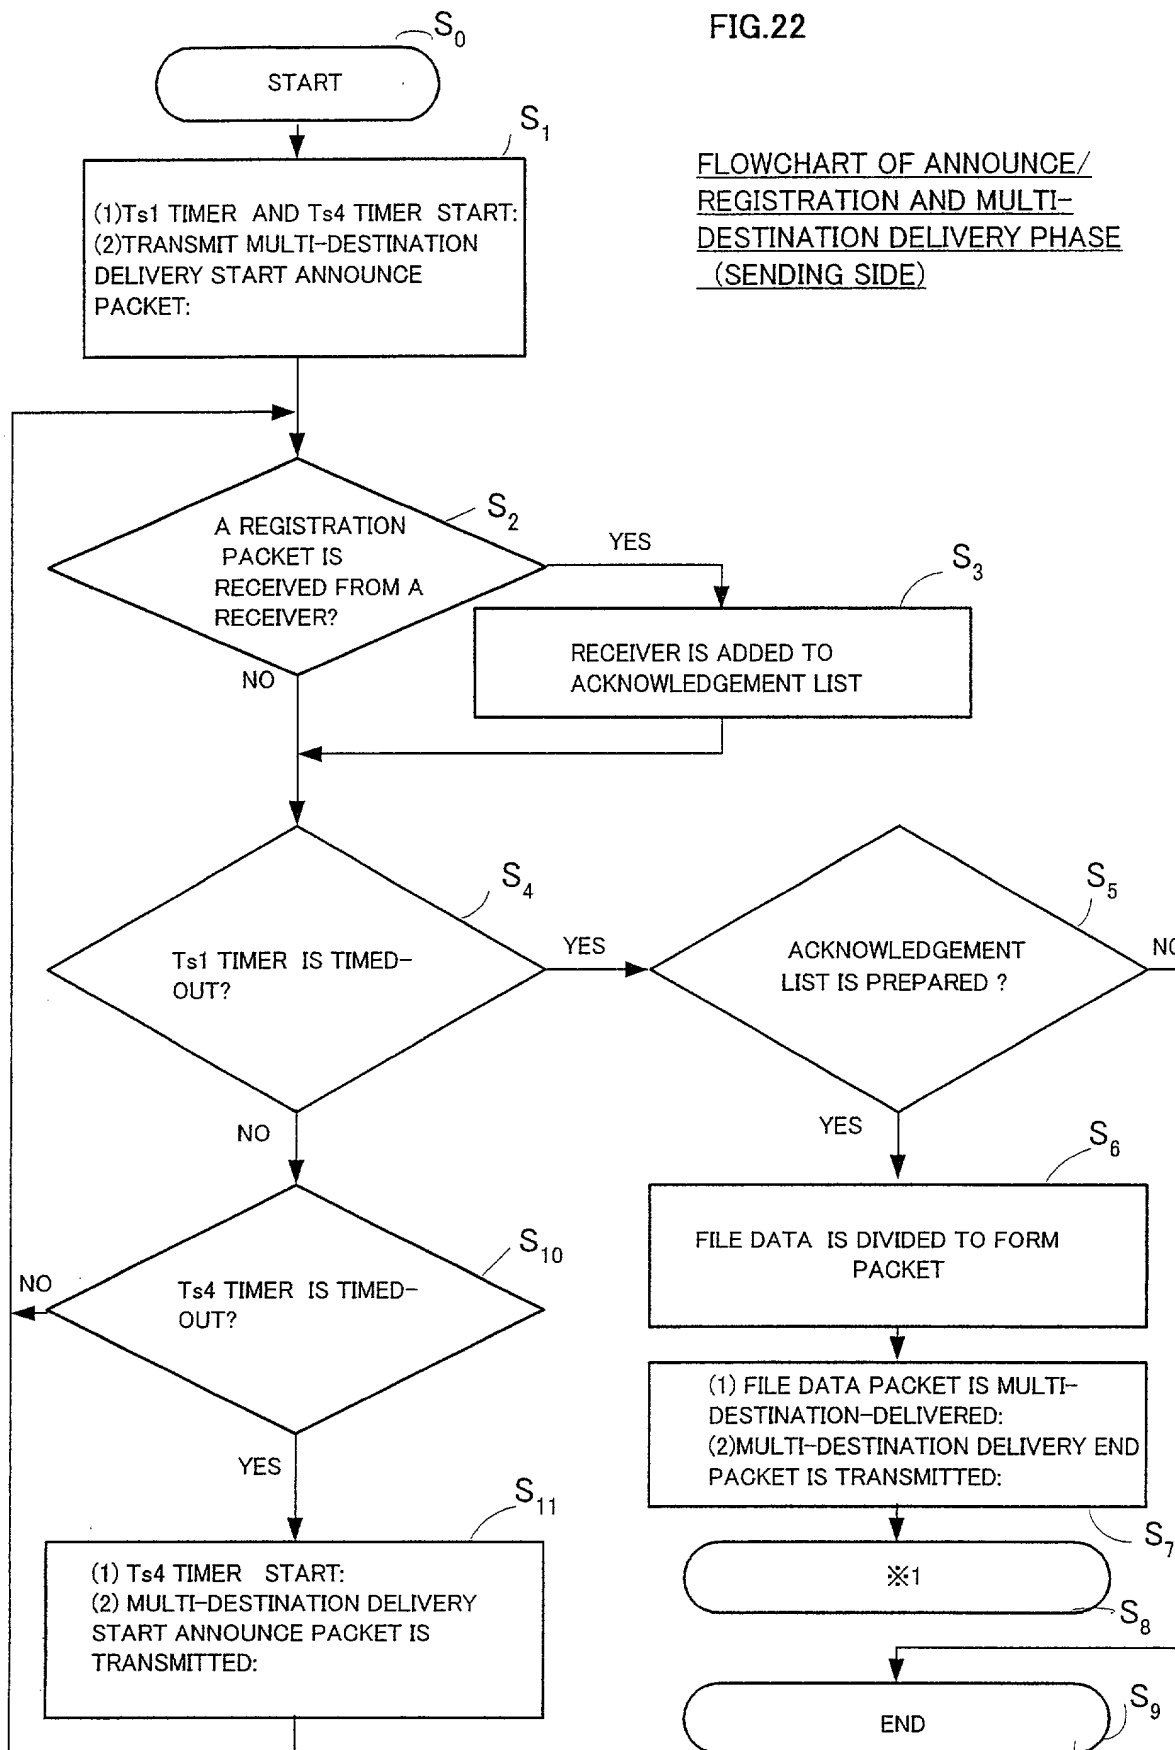 FIG.22
S0
START
S1
FLOWCHART OF ANNOUNCE/
REGISTRATION AND MULTI-
DESTINATION DELIVERY PHASE
(SENDING SIDE)
(1)Ts1 TIMER AND Ts4 TIMER START:
(2)TRANSMIT MULTI-DESTINATION
DELIVERY START ANNOUNCE
PACKET:
S2
A REGISTRATION
PACKET IS
RECEIVED FROM A
RECEIVER?
YES
NO
S3
RECEIVER IS ADDED TO
ACKNOWLEDGEMENT LIST
S4
Ts1 TIMER IS TIMED-
OUT?
YES
NO
S5
ACKNOWLEDGEMENT
LIST IS PREPARED ?
NO
YES
S6
FILE DATA IS DIVIDED TO FORM
PACKET
S10
Ts4 TIMER IS TIMED-
OUT?
NO
YES
(1) FILE DATA PACKET IS MULTI-
DESTINATION-DELIVERED:
(2)MULTI-DESTINATION DELIVERY END
PACKET IS TRANSMITTED:
S7
S11
(1) Ts4 TIMER START:
(2) MULTI-DESTINATION DELIVERY
START ANNOUNCE PACKET IS
TRANSMITTED:
※1
S8
END
S9